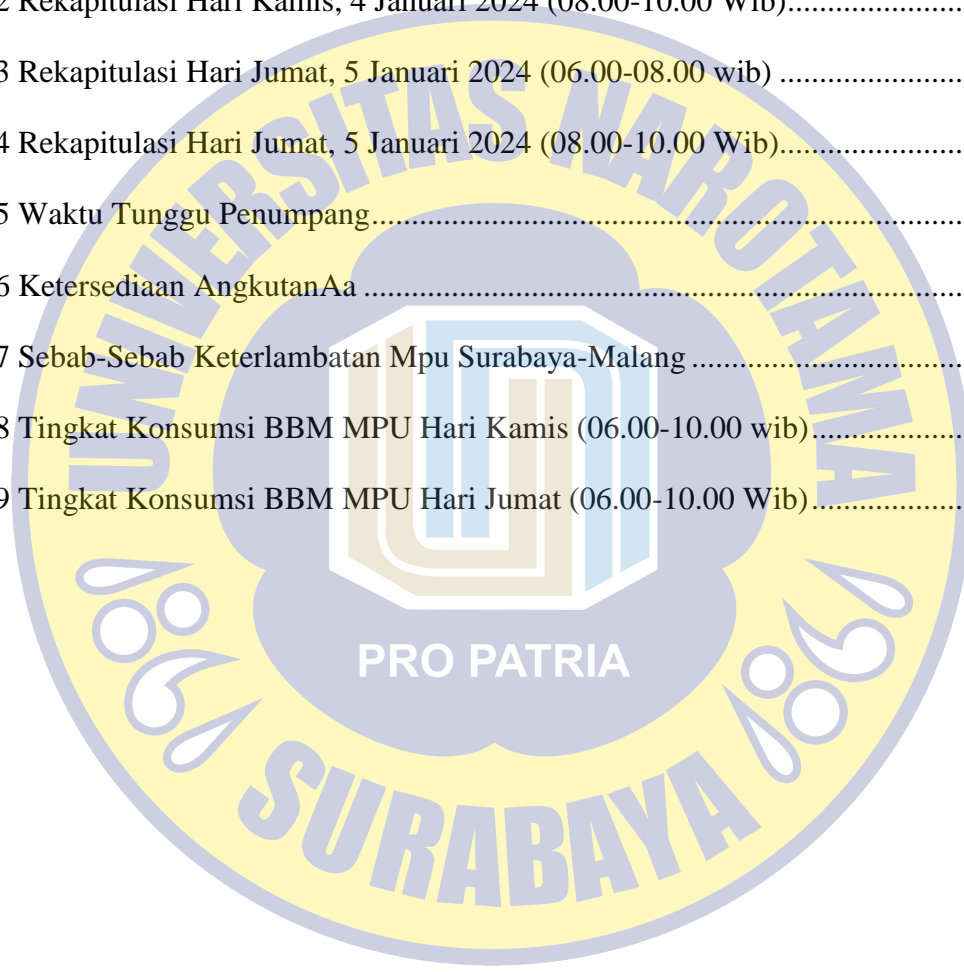 2 Rekapitulasi Hari Kamis, 4 Januari 2024 (08.00-10.00 Wib)........................
3 Rekapitulasi Hari Jumat, 5 Januari 2024 (06.00-08.00 wib) ........................
4 Rekapitulasi Hari Jumat, 5 Januari 2024 (08.00-10.00 Wib)........................
5 Waktu Tunggu Penumpang........................
6 Ketersediaan AngkutanAa ........................
7 Sebab-Sebab Keterlambatan Mpu Surabaya-Malang ........................
8 Tingkat Konsumsi BBM MPU Hari Kamis (06.00-10.00 wib)........................
9 Tingkat Konsumsi BBM MPU Hari Jumat (06.00-10.00 Wib)........................
UNIVERSITAS NAROTAMA
PRO PATRIA
SURABAYA